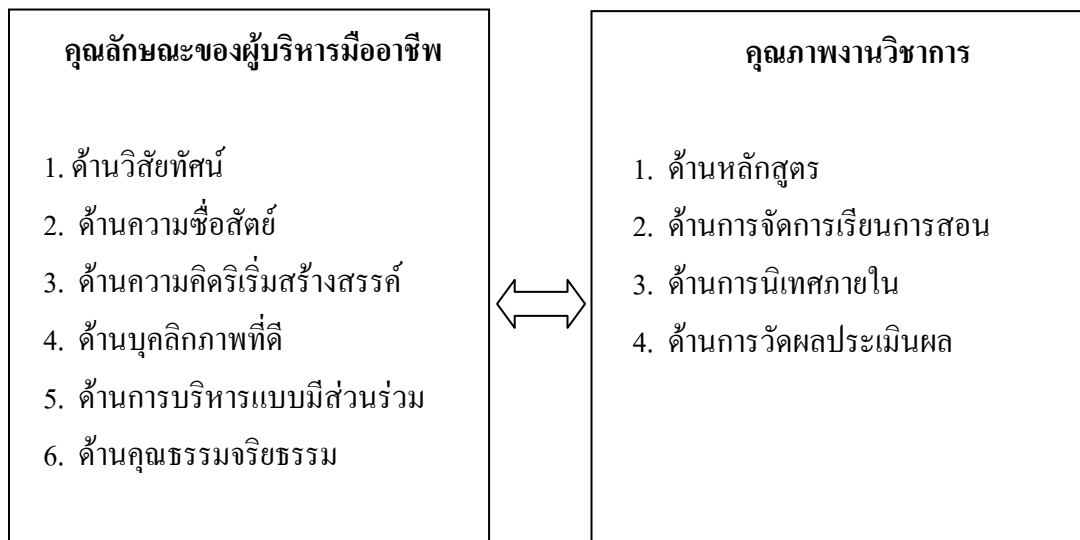 คุณลักษณะของผู้บริหารมืออาชีพ
1. ด้านวิสัยทัศน์
2. ด้านความซื่อสัตย์
3. ด้านความคิดริเริ่มสร้างสรรค์
4. ด้านบุคลิกภาพที่ดี
5. ด้านการบริหารแบบมีส่วนร่วม
6. ด้านคุณธรรมจริยธรรม
คุณภาพงานวิชาการ
1. ด้านหลักสูตร
2. ด้านการจัดการเรียนการสอน
3. ด้านการนิเทศภายใน
4. ด้านการวัดผลประเมินผล